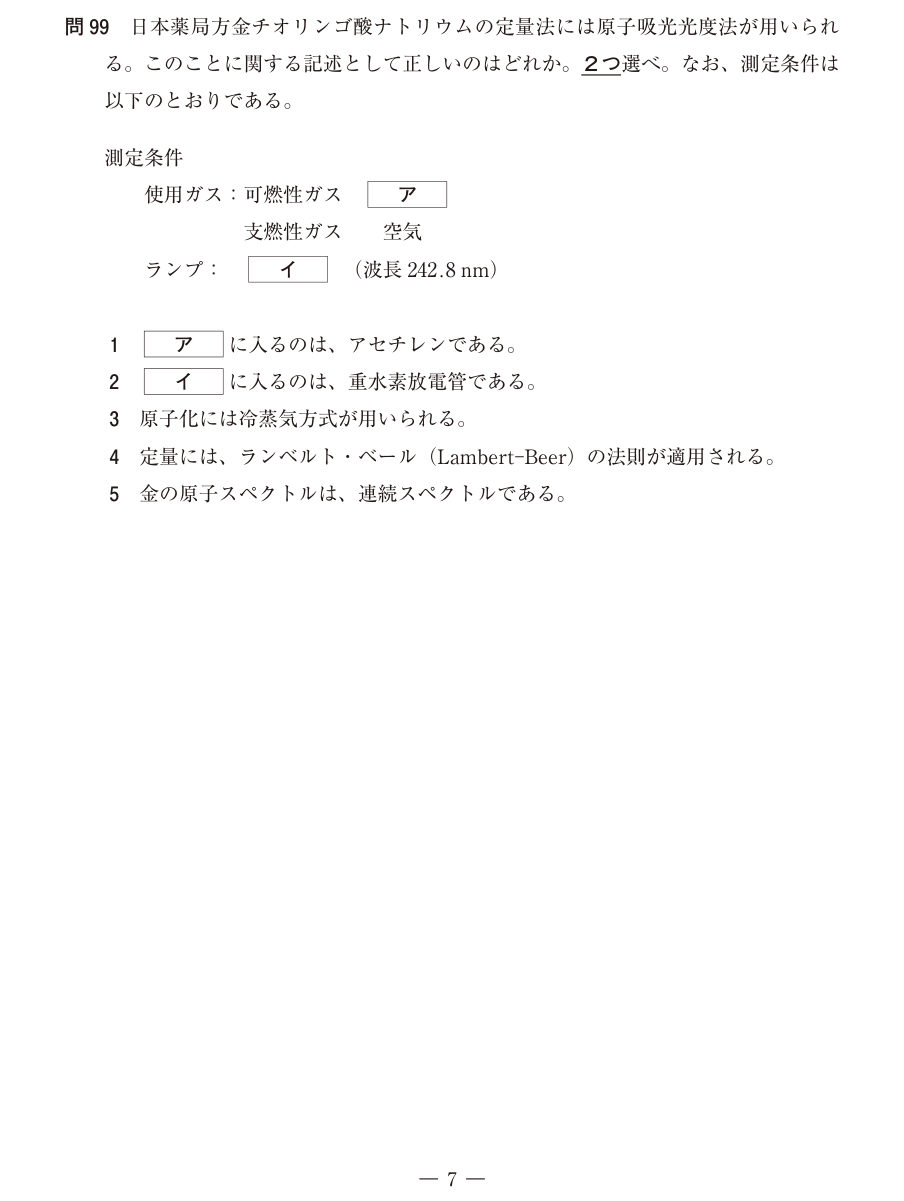 問99 日本薬局方金チオリンゴ酸ナトリウムの定量法には原子吸光光度法が用いられ
る。このことに関する記述として正しいのはどれか。2つ選べ。なお、測定条件は
以下のとおりである。
測定条件
使用ガス：可燃性ガス ア
支燃性ガス 空気
ランプ： イ （波長 242.8 nm）
1 ア に入るのは、アセチレンである。
2 イ に入るのは、重水素放電管である。
3 原子化には冷蒸気方式が用いられる。
4 定量には、ランベルト・ベール（Lambert-Beer）の法則が適用される。
5 金の原子スペクトルは、連続スペクトルである。
— 7 —